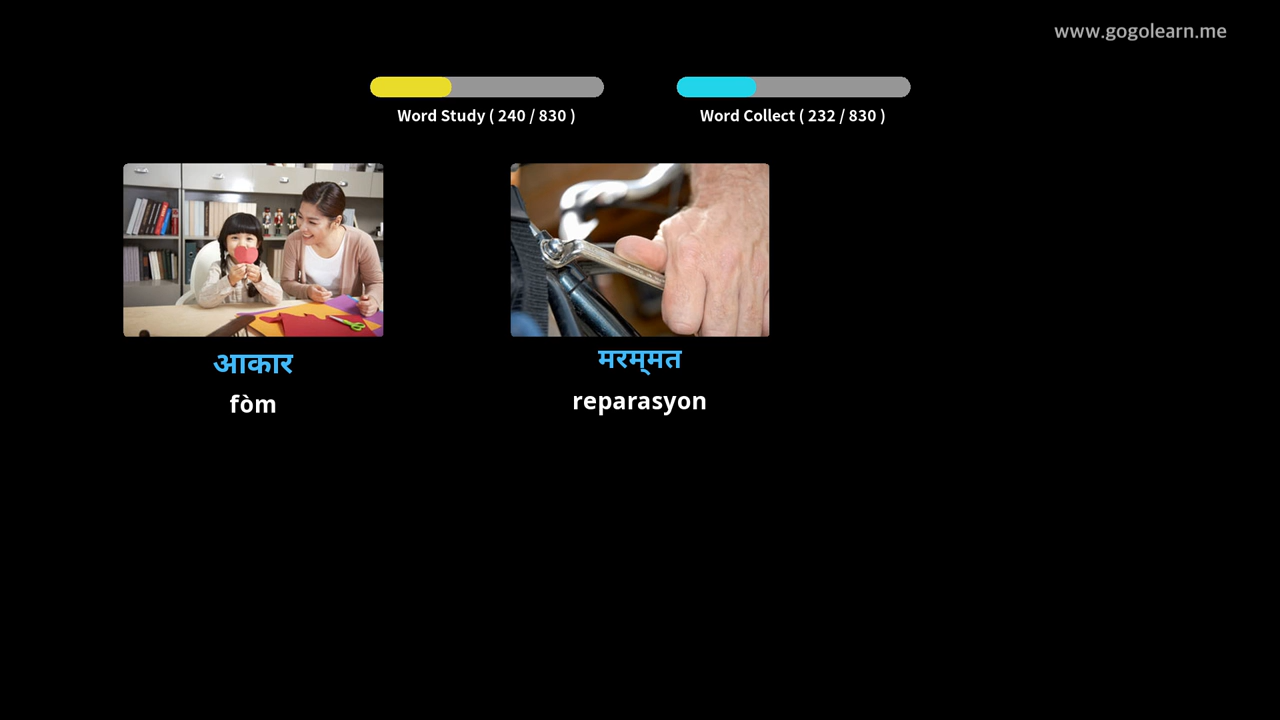 www.gogolearn.me
Word Study ( 240 / 830 )
Word Collect ( 232 / 830 )
आकार
fòm
मरम्मत
reparasyon